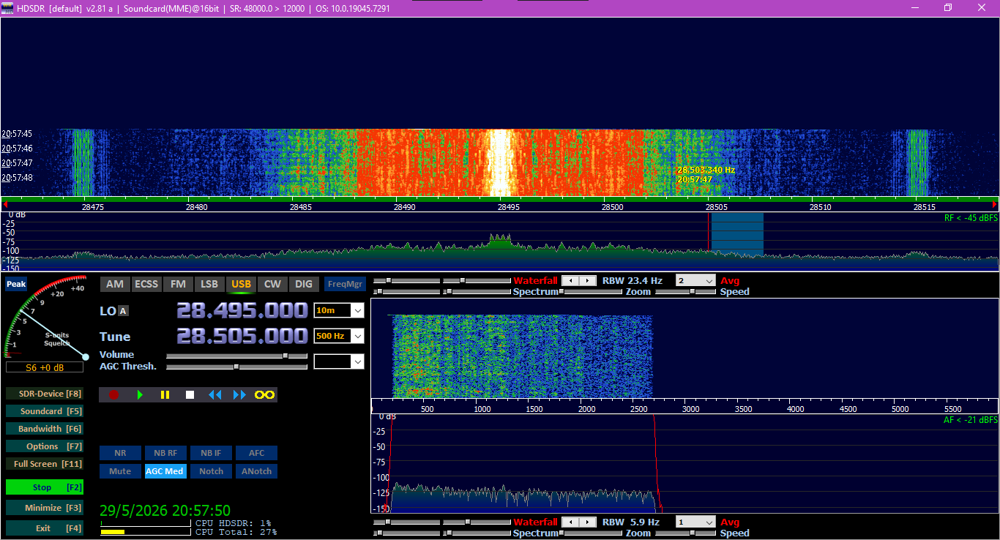 HDSDR [default] v2.81 a | Soundcard(MME)@16bit | SR: 48000.0 > 12000 | OS: 10.0.19045.7291
20:57:45
20:57:46
20:57:47
20:57:48
28.503.340 Hz
20:57:47
28475 28480 28485 28490 28495 28500 28505 28510 28515
0 dB
-25
-50
-75
-100
-125
-150
RF < -45 dBFS
Peak
1 3 5 7 9 +20 +40
S-units
Squelch
S6 +0 dB
AM ECSS FM LSB USB CW DIG FreqMgr
LO A 28.495.000 10m
Tune 28.505.000 500 Hz
Volume
AGC Thresh.
SDR-Device [F8]
Soundcard [F5]
Bandwidth [F6]
Options [F7]
Full Screen [F11]
Stop [F2]
Minimize [F3]
Exit [F4]
NR NB RF NB IF AFC
Mute AGC Med Notch ANotch
29/5/2026 20:57:50
CPU HDSDR: 1%
CPU Total: 27%
Waterfall RBW 23.4 Hz 2 Avg
Spectrum Zoom Speed
500 1000 1500 2000 2500 3000 3500 4000 4500 5000 5500
0 dB
-25
-50
-75
-100
-125
-150
AF < -21 dBFS
Waterfall RBW 5.9 Hz 1 Avg
Spectrum Zoom Speed